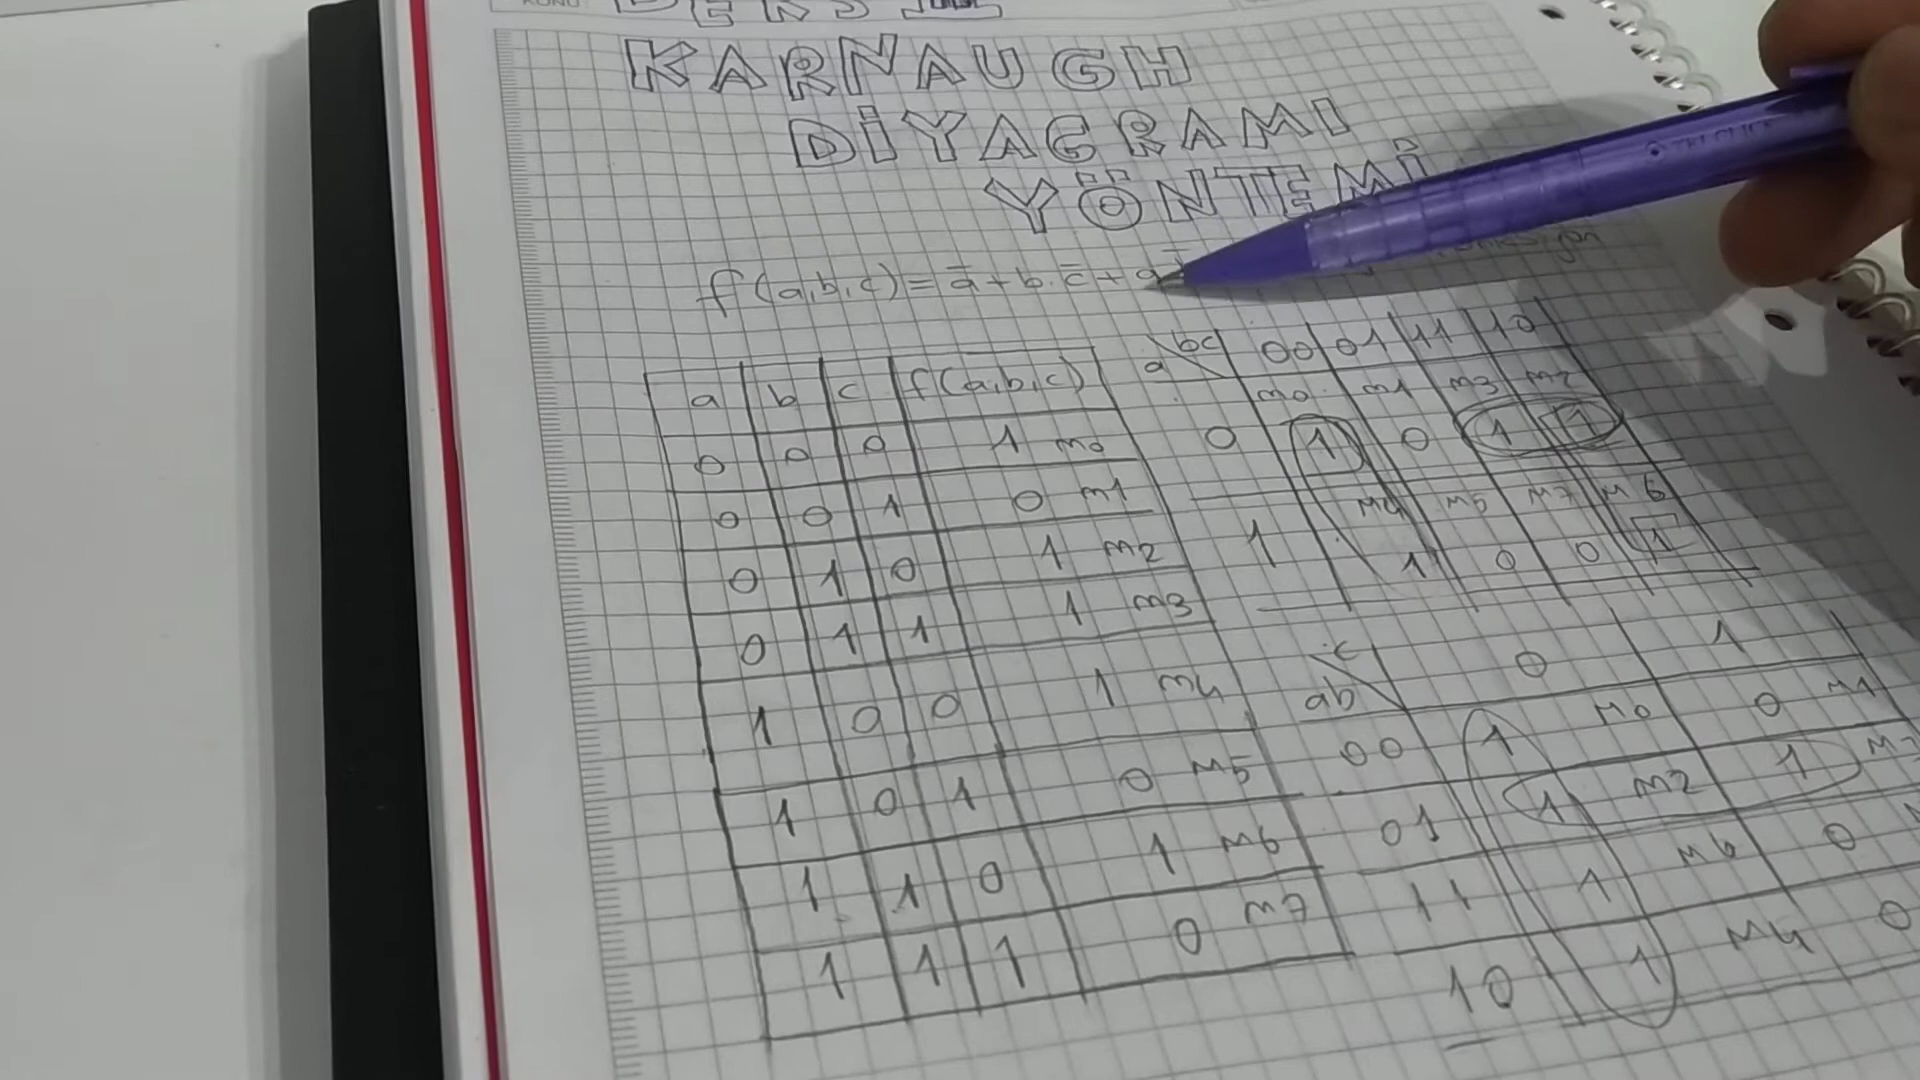 DERS II
KARNAUGH
DİYAGRAMI
YÖNTEMİ
f(a,b,c)=a̅+b.c̅+a
a b c f(a,b,c)
0 0 0 1 m0
0 0 1 0 m1
0 1 0 1 m2
0 1 1 1 m3
1 0 0 1 m4
1 0 1 0 M5
1 1 0 1 M6
1 1 1 0 M7
a bc 00 01 11 10
m0 m1 m3 m2
0 1 0 1 1
M4 M5 M7 M6
1 1 0 0 1
ab c 0 1
00 1 M0 0 M1
01 1 M2 1
11 1 M6 0
10 1 M4 0